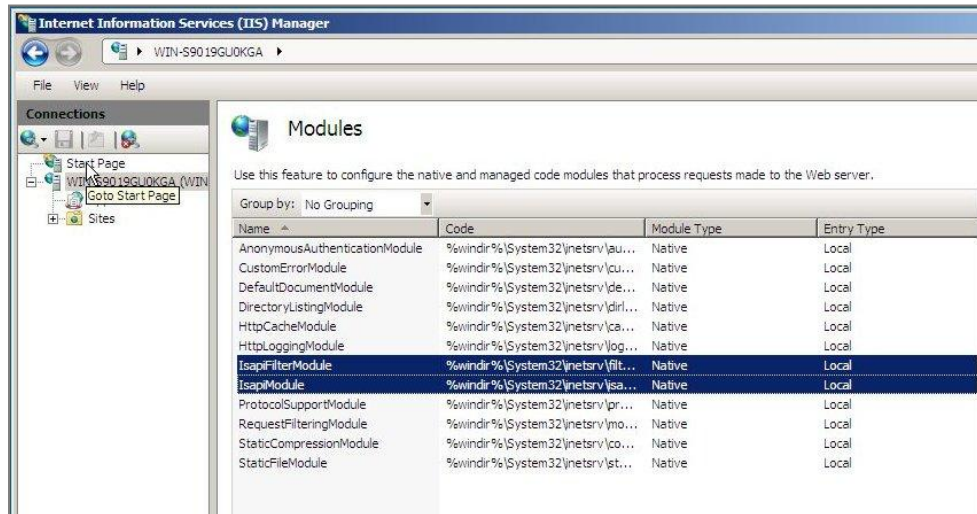 Internet Information Services (IIS) Manager
WIN-S9019GU0KGA
File View Help
Connections
Start Page
WIN-S9019GU0KGA (WIN
Goto Start Page
Sites
Modules
Use this feature to configure the native and managed code modules that process requests made to the Web server.
Group by: No Grouping
Name Code Module Type Entry Type
AnonymousAuthenticationModule %windir%\System32\inetsrv\au... Native Local
CustomErrorModule %windir%\System32\inetsrv\cu... Native Local
DefaultDocumentModule %windir%\System32\inetsrv\de... Native Local
DirectoryListingModule %windir%\System32\inetsrv\dirl... Native Local
HttpCacheModule %windir%\System32\inetsrv\ca... Native Local
HttpLoggingModule %windir%\System32\inetsrv\log... Native Local
IsapiFilterModule %windir%\System32\inetsrv\filt... Native Local
IsapiModule %windir%\System32\inetsrv\isa... Native Local
ProtocolSupportModule %windir%\System32\inetsrv\pr... Native Local
RequestFilteringModule %windir%\System32\inetsrv\mo... Native Local
StaticCompressionModule %windir%\System32\inetsrv\co... Native Local
StaticFileModule %windir%\System32\inetsrv\st... Native Local